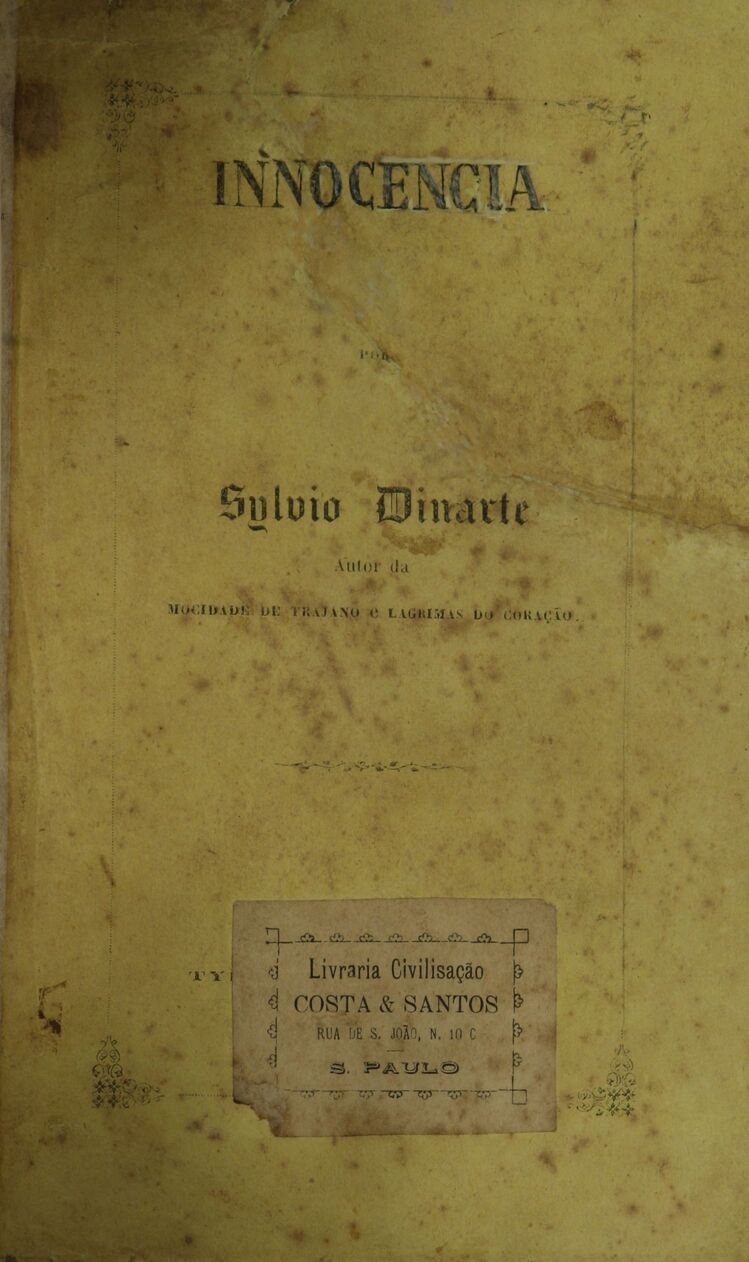 INNOCENCIA
POR
Sylvio Dinarte
Autor da
MOCIDADE DE TRAJANO E LAGRIMAS DO CORAÇÃO.
TY
Livraria Civilisação
COSTA & SANTOS
RUA DE S. JOÃO, N. 10 C
S. PAULO